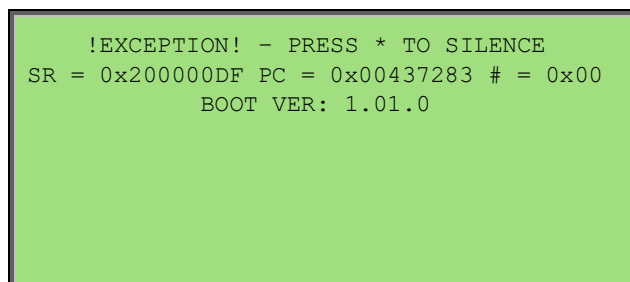 !EXCEPTION! – PRESS * TO SILENCE
SR = 0x200000DF PC = 0x00437283 # = 0x00
BOOT VER: 1.01.0